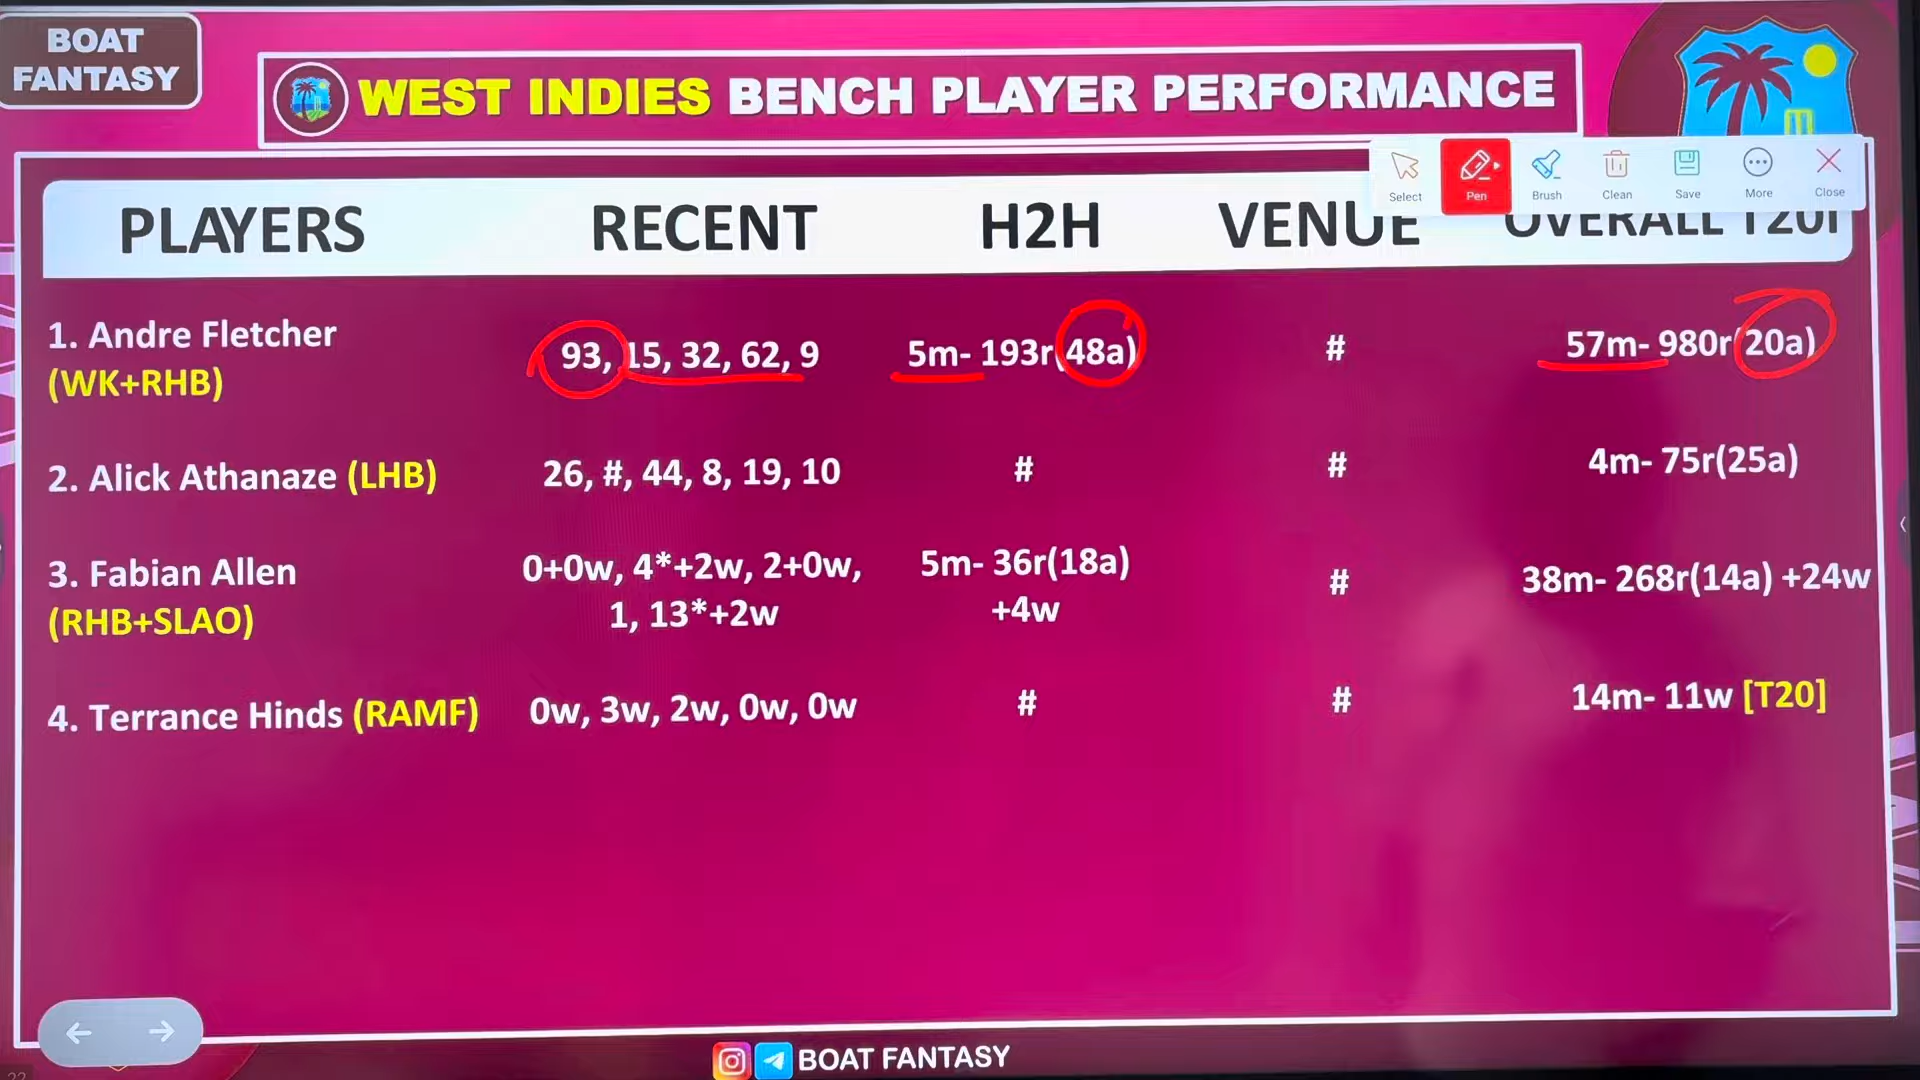 BOAT
FANTASY
WEST INDIES BENCH PLAYER PERFORMANCE
Select
Pen
Brush
Clean
Save
More
Close
PLAYERS RECENT H2H VENUE OVERALL T20I
1. Andre Fletcher
(WK+RHB)
93, 15, 32, 62, 9
5m- 193r(48a)
#
57m- 980r(20a)
2. Alick Athanaze (LHB)
26, #, 44, 8, 19, 10
#
#
4m- 75r(25a)
3. Fabian Allen
(RHB+SLAO)
0+0w, 4*+2w, 2+0w,
1, 13*+2w
5m- 36r(18a)
+4w
#
38m- 268r(14a) +24w
4. Terrance Hinds (RAMF)
0w, 3w, 2w, 0w, 0w
#
#
14m- 11w [T20]
BOAT FANTASY
22